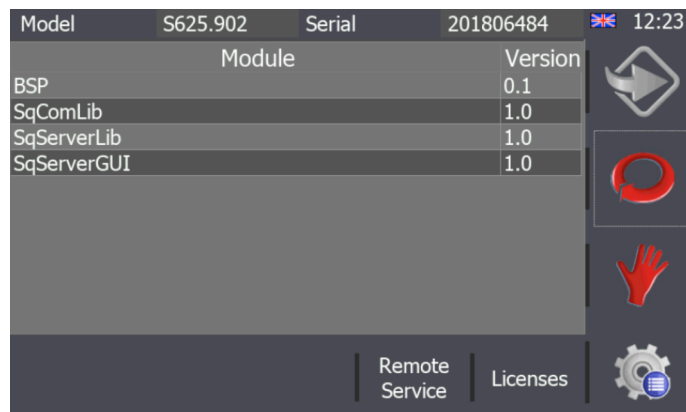 Model S625.902 Serial 201806484 12:23
Module Version
BSP 0.1
SqComLib 1.0
SqServerLib 1.0
SqServerGUI 1.0
Remote
Service
Licenses